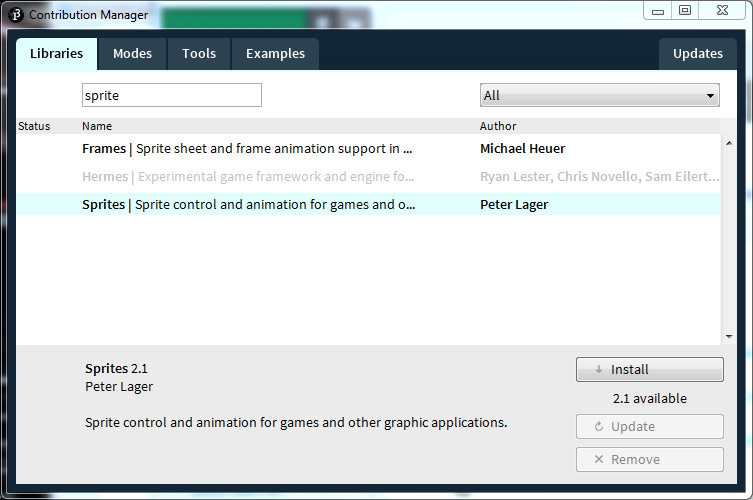 Contribution Manager
Libraries Modes Tools Examples Updates
sprite All
Status Name Author
Frames | Sprite sheet and frame animation support in ... Michael Heuer
Hermes | Experimental game framework and engine fo... Ryan Lester, Chris Novello, Sam Eilert...
Sprites | Sprite control and animation for games and o... Peter Lager
Sprites 2.1
Peter Lager
Sprite control and animation for games and other graphic applications.
Install
2.1 available
Update
Remove